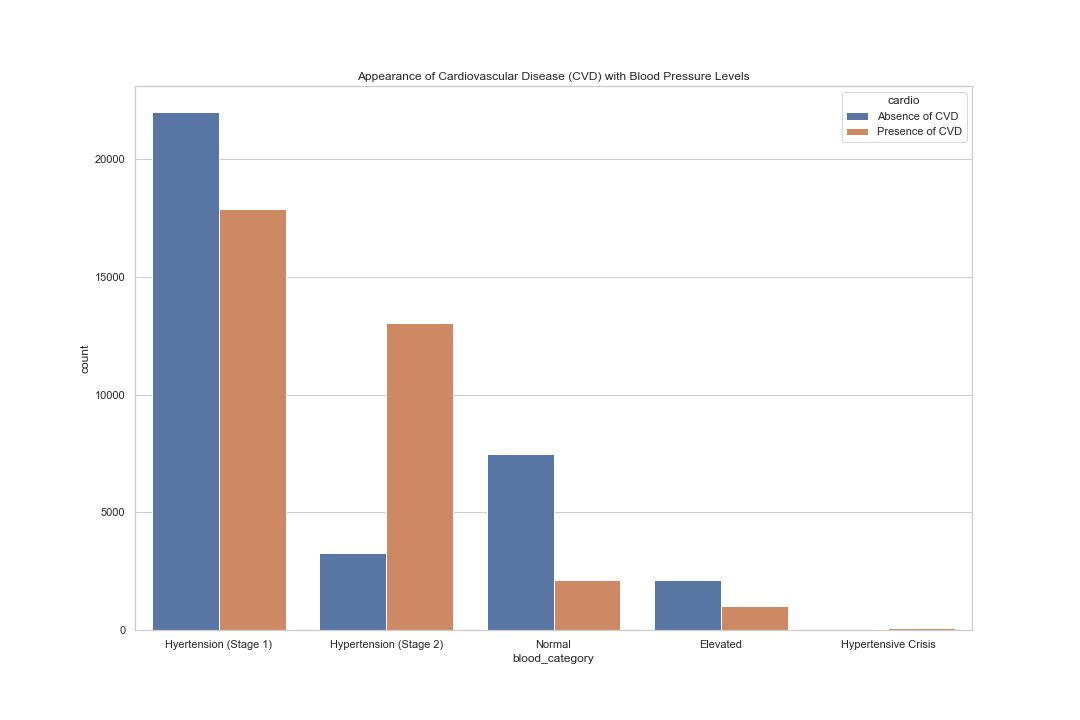 Appearance of Cardiovascular Disease (CVD) with Blood Pressure Levels
cardio
Absence of CVD
Presence of CVD
count
20000
15000
10000
5000
0
Hyertension (Stage 1)
Hypertension (Stage 2)
Normal
Elevated
Hypertensive Crisis
blood_category